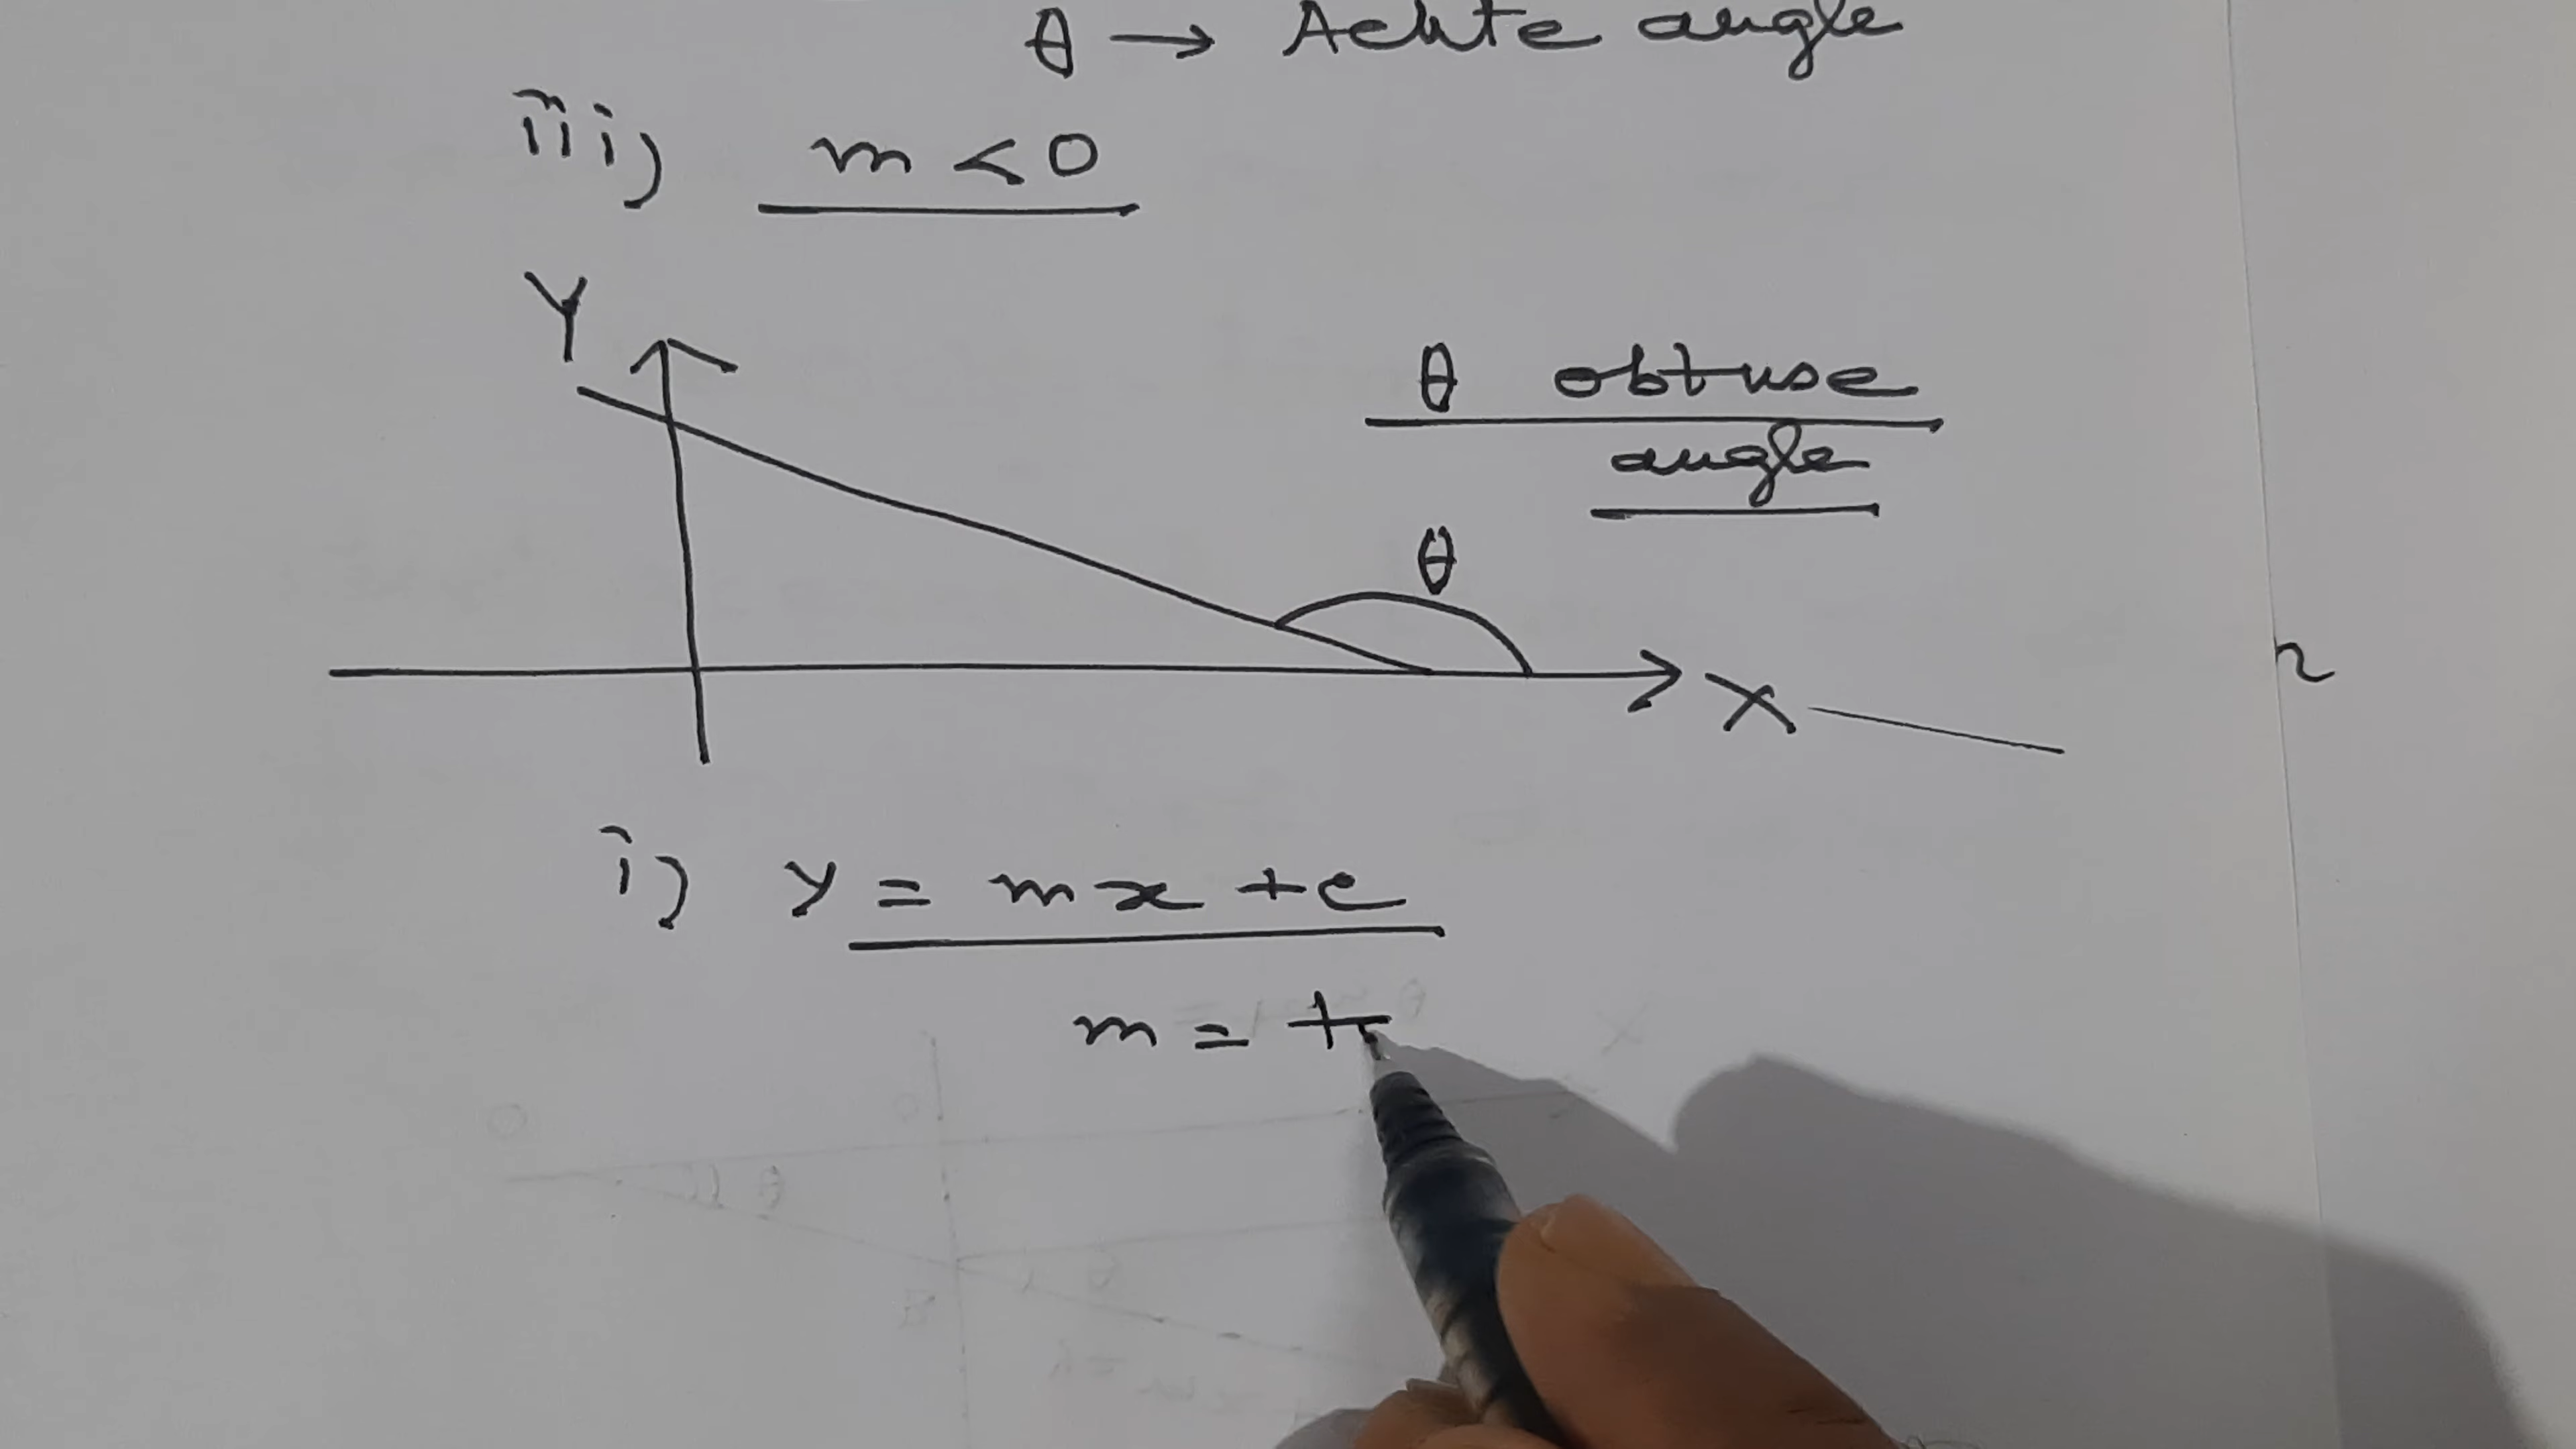 θ → Acute angle
iii) m < 0
Y
θ obtuse
angle
θ
X
i) y = mx + c
m = t